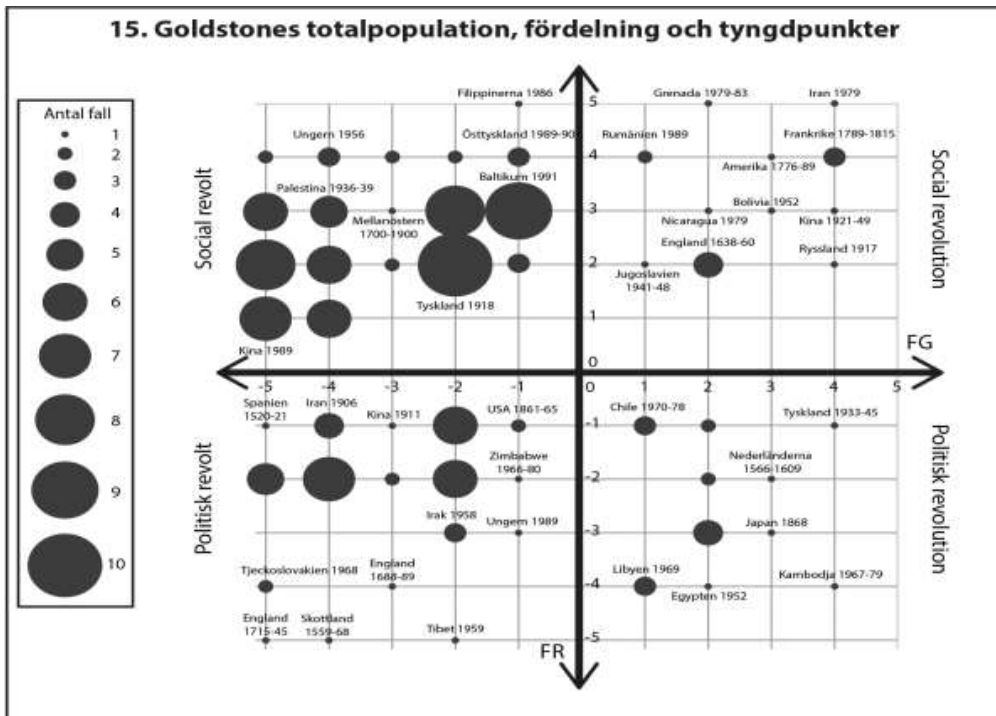 15. Goldstones totalpopulation, fördelning och tyngdpunkter
Antal fall
1
2
3
4
5
6
7
8
9
10
Social revolt
Politisk revolt
Social revolution
Politisk revolution
FG
FR
5
4
3
2
1
0
-5
-4
-3
-2
-1
0
1
2
3
4
5
-1
-2
-3
-4
-5
Filippinerna 1986
Grenada 1979-83
Iran 1979
Ungern 1956
Östtyskland 1989-90
Rumänien 1989
Frankrike 1789-1815
Amerika 1776-89
Palestina 1936-39
Baltikum 1991
Mellanöstern
1700-1900
Bolivia 1952
Nicaragua 1979
Kina 1921-49
England 1638-60
Ryssland 1917
Jugoslavien
1941-48
Tyskland 1918
Kina 1989
Spanien
1520-21
Iran 1906
Kina 1911
USA 1861-65
Chile 1970-78
Tyskland 1933-45
Zimbabwe
1966-80
Nederländerna
1566-1609
Irak 1958
Ungern 1989
Japan 1868
Tjeckoslovakien 1968
England
1688-89
Libyen 1969
Egypten 1952
Kambodja 1967-79
England
1715-45
Skottland
1559-68
Tibet 1959